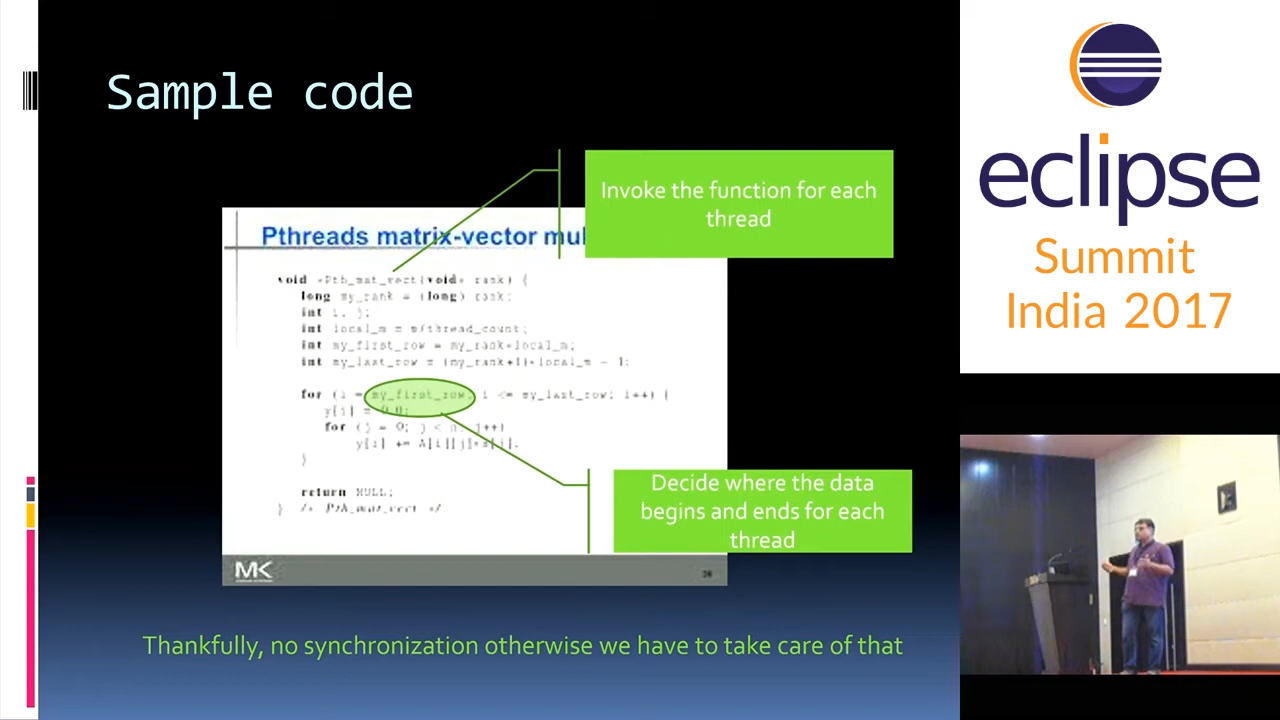 Sample code
Invoke the function for each
thread
Pthreads matrix-vector mul
void *Pth_mat_vect(void* rank) {
long my_rank = (long) rank;
int i, j;
int local_m = m/thread_count;
int my_first_row = my_rank*local_m;
int my_last_row = (my_rank+1)*local_m - 1;
for (i = my_first_row; i <= my_last_row; i++) {
y[i] = 0.0;
for (j = 0; j < n; j++)
y[i] += A[i][j]*x[j];
}
return NULL;
} /* Pth_mat_vect */
Decide where the data
begins and ends for each
thread
MK
Thankfully, no synchronization otherwise we have to take care of that
eclipse
Summit
India 2017